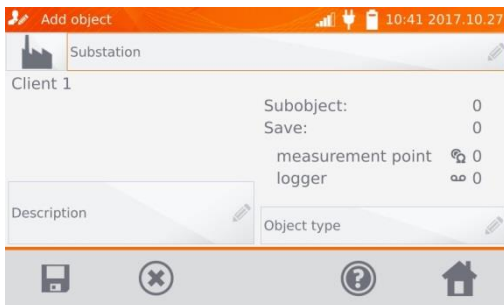 Add object
10:41 2017.10.27
Substation
Client 1
Subobject: 0
Save: 0
measurement point 0
logger 0
Description
Object type